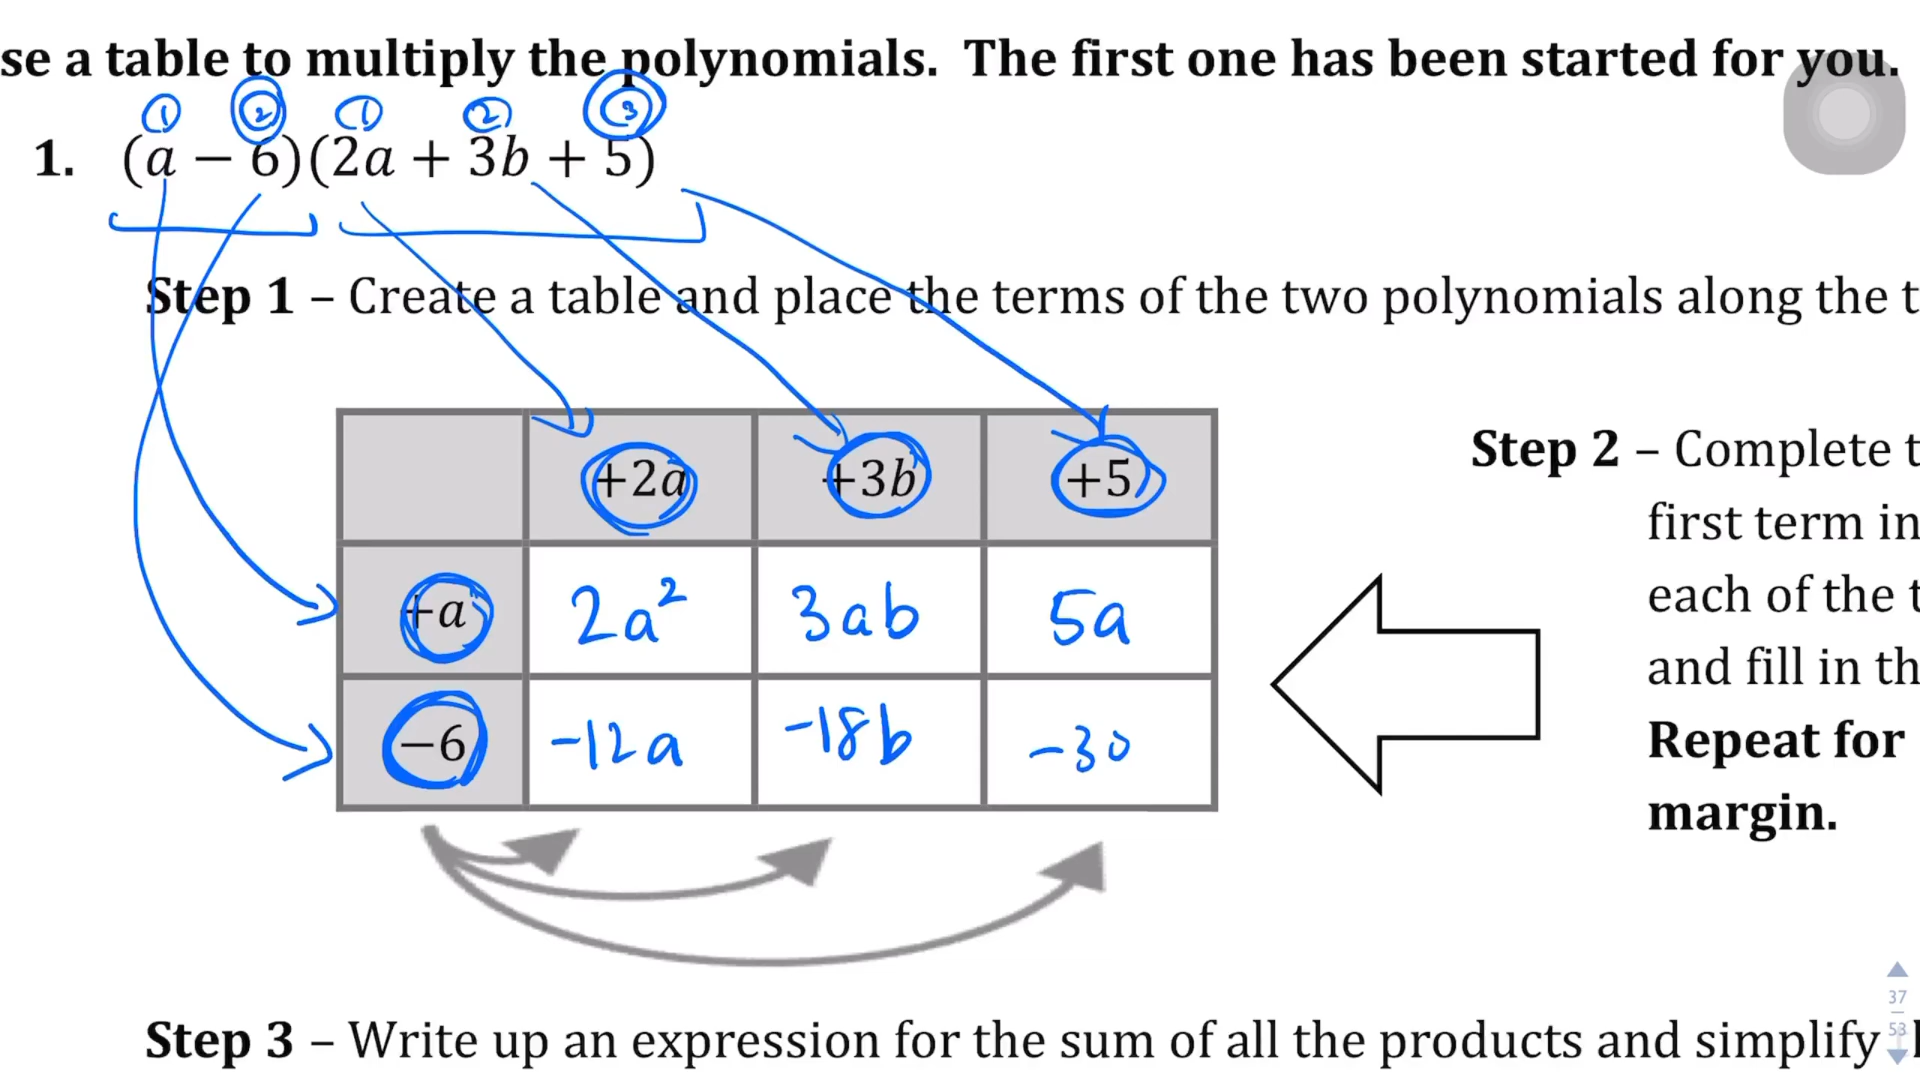 se a table to multiply the polynomials. The first one has been started for you.
① ② ① ② ③
1. (a − 6)(2a + 3b + 5)
Step 1 – Create a table and place the terms of the two polynomials along the t
+2a +3b +5
+a 2a² 3ab 5a
−6 -12a -18b -30
Step 2 – Complete t
first term in
each of the t
and fill in th
Repeat for
margin.
37
53
Step 3 – Write up an expression for the sum of all the products and simplify